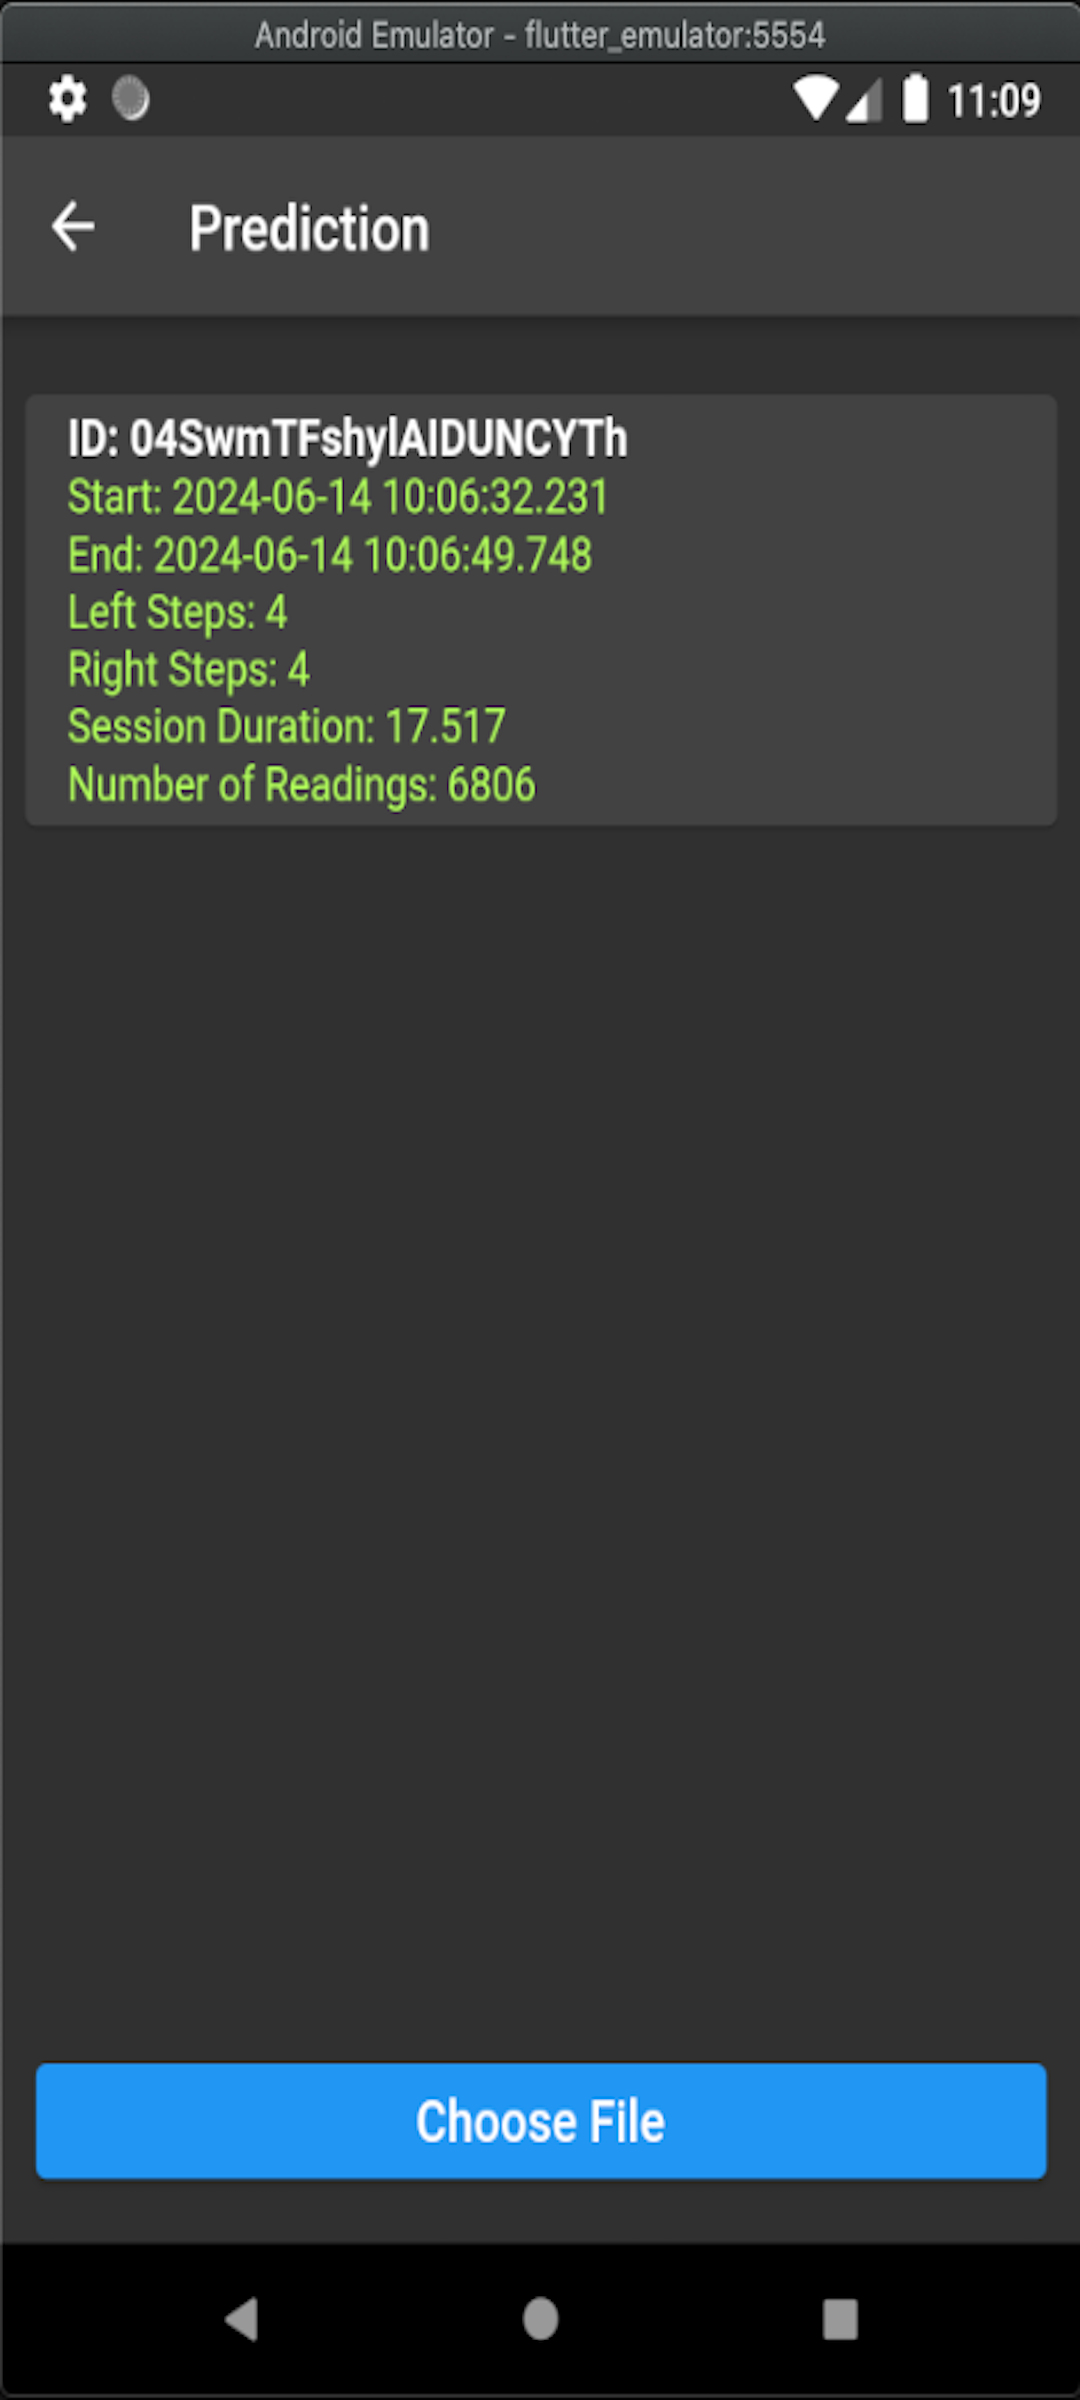 Android Emulator - flutter_emulator:5554
11:09
Prediction
ID: 04SwmTFshylAIDUNCYTh
Start: 2024-06-14 10:06:32.231
End: 2024-06-14 10:06:49.748
Left Steps: 4
Right Steps: 4
Session Duration: 17.517
Number of Readings: 6806
Choose File